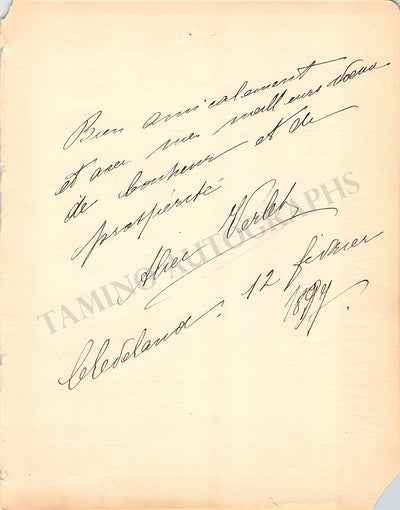 Bien amicalement
et avec mes meilleurs voeux
de bonheur et de
prospérité
Alice Verlet
TAMINO AUTOGRAPHS
Cleveland. 12 février